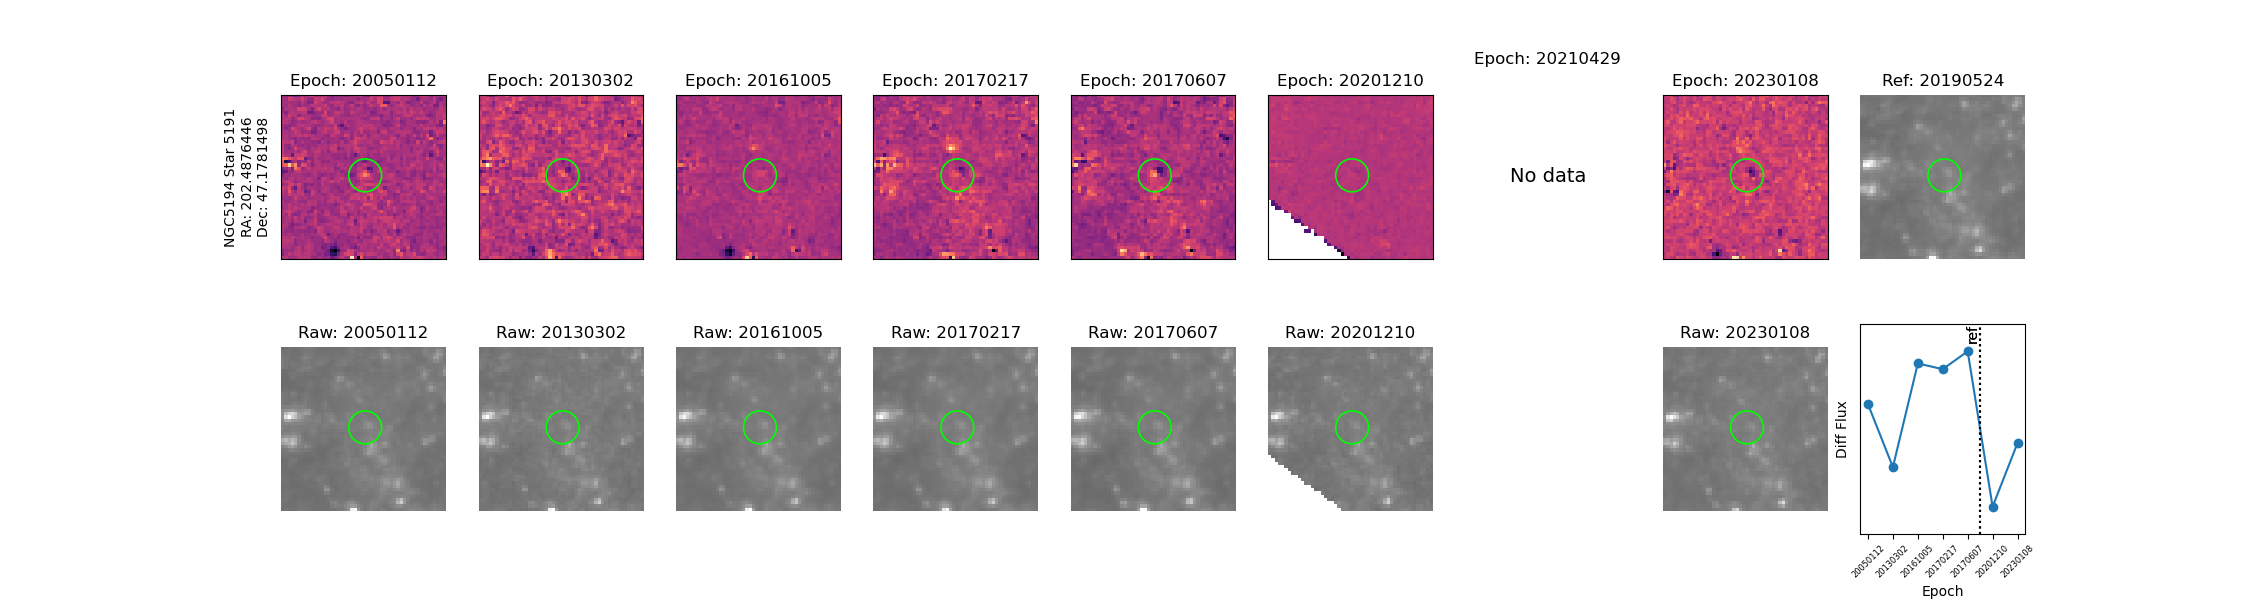 Epoch: 20210429
Epoch: 20050112
Epoch: 20130302
Epoch: 20161005
Epoch: 20170217
Epoch: 20170607
Epoch: 20201210
Epoch: 20230108
Ref: 20190524
NGC5194 Star 5191
RA: 202.4876446
Dec: 47.1781498
No data
Raw: 20050112
Raw: 20130302
Raw: 20161005
Raw: 20170217
Raw: 20170607
Raw: 20201210
Raw: 20230108
ref
Diff Flux
20050112
20130302
20161005
20170217
20170607
20201210
20230108
Epoch